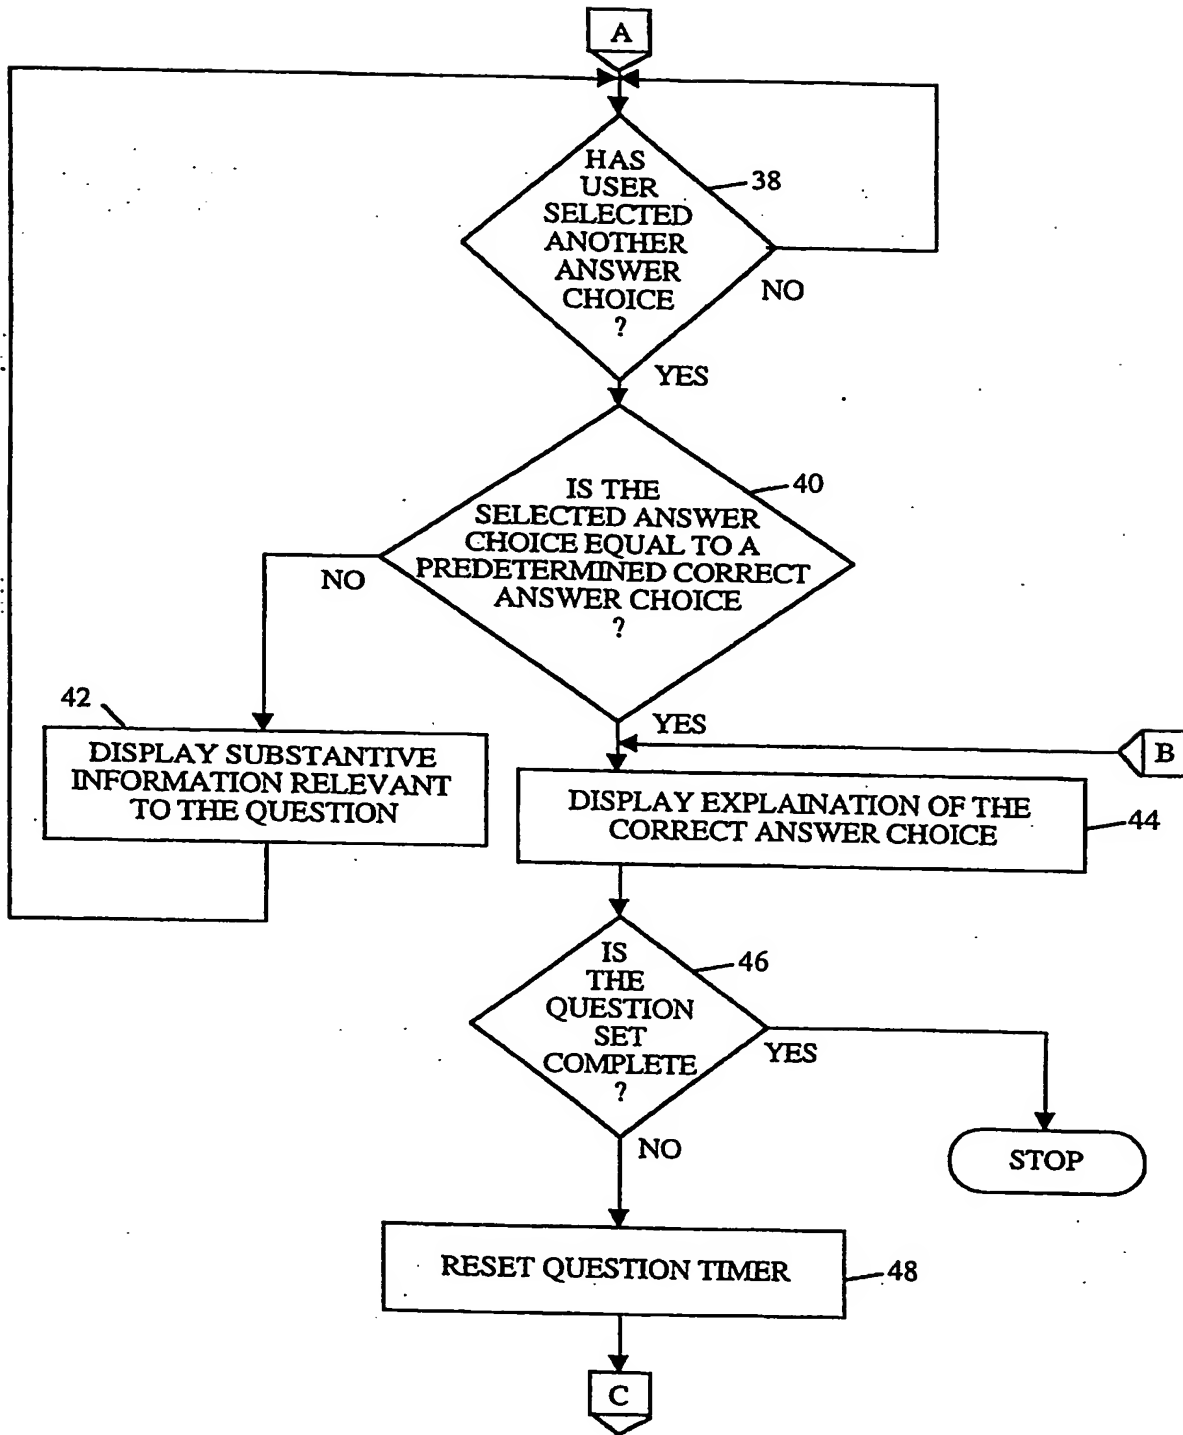 A
HAS
USER
SELECTED
ANOTHER
ANSWER
CHOICE
?
38
NO
YES
IS THE
SELECTED ANSWER
CHOICE EQUAL TO A
PREDETERMINED CORRECT
ANSWER CHOICE
?
40
NO
YES
42
DISPLAY SUBSTANTIVE
INFORMATION RELEVANT
TO THE QUESTION
B
DISPLAY EXPLAINATION OF THE
CORRECT ANSWER CHOICE
44
IS
THE
QUESTION
SET
COMPLETE
?
46
YES
NO
STOP
RESET QUESTION TIMER
48
C